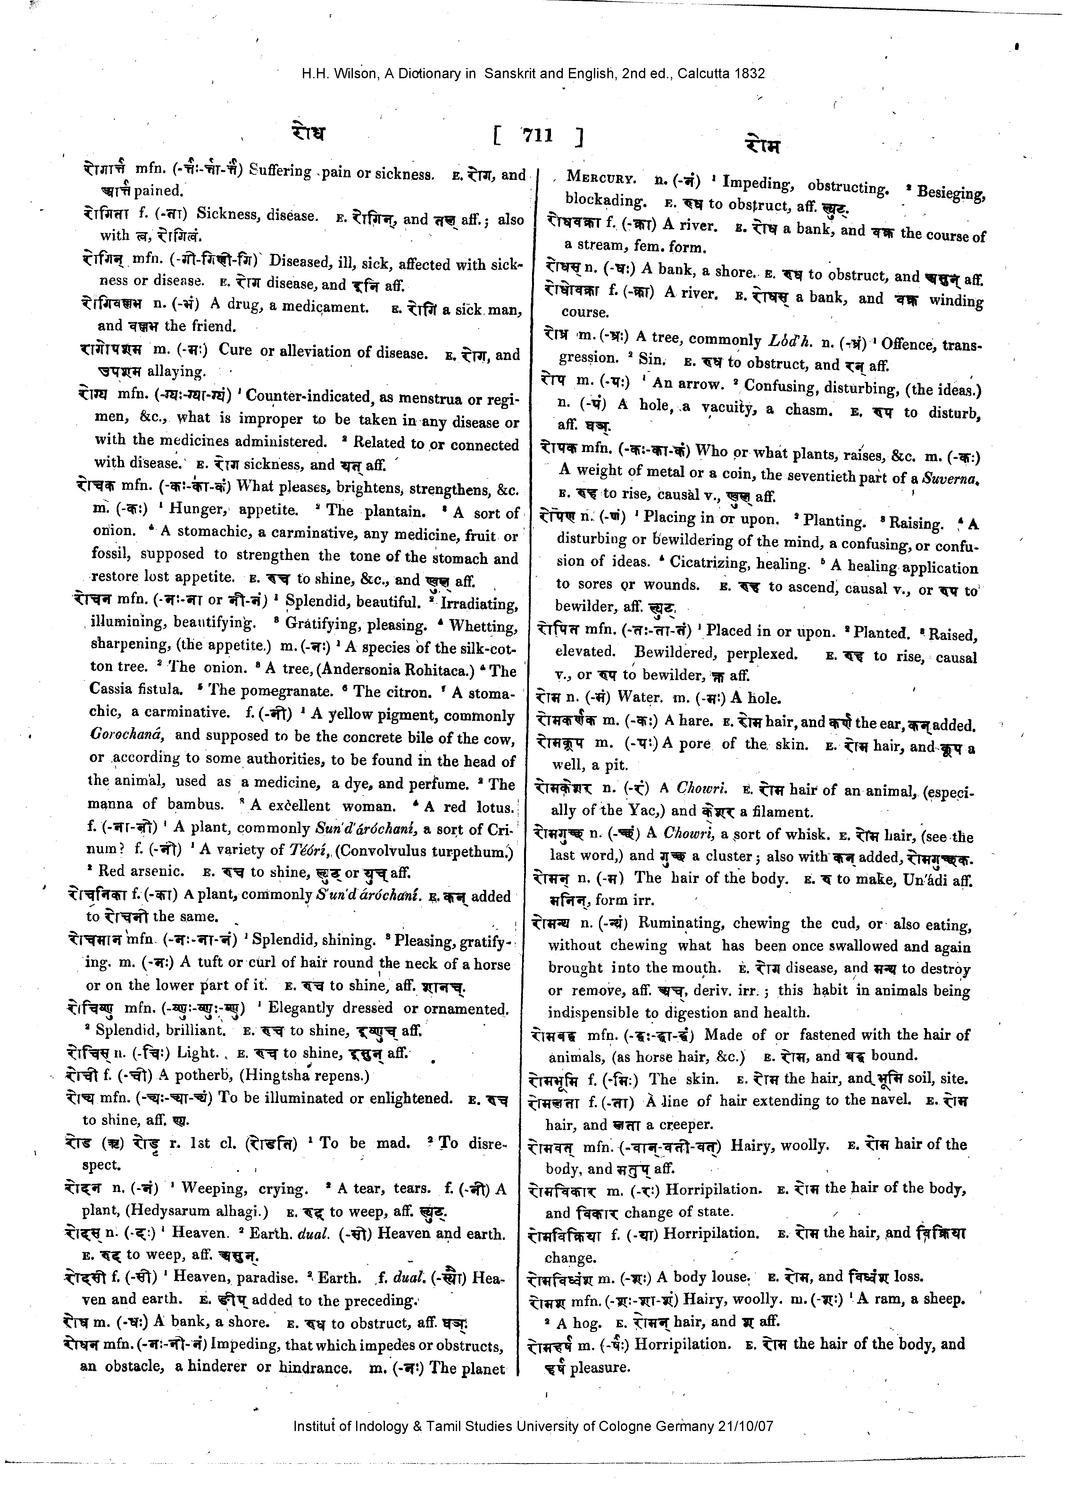 H.H. Wilson, A Dictionary in Sanskrit and English, 2nd ed., Calcutta 1832
रोध [ 711 ] रोम
रोगार्त्त mfn. (-र्त्तः-र्त्ता-र्त्तं) Suffering pain or sickness. E. रोग, and
आर्त्त pained.
रोगिता f. (-ता) Sickness, disease. E. रोगिन्, and तल् aff.; also
with त्व, रोगित्वं.
रोगिन् mfn. (-गी-गिणी-गि) Diseased, ill, sick, affected with sick-
ness or disease. E. रोग disease, and इनि aff.
रोगिवल्लभ n. (-भं) A drug, a medicament. E. रोगि a sick man,
and वल्लभ the friend.
रागोपशम m. (-मः) Cure or alleviation of disease. E. रोग, and
उपशम allaying.
रोग्य mfn. (-ग्यः-ग्या-ग्यं) ¹ Counter-indicated, as menstrua or regi-
men, &c., what is improper to be taken in any disease or
with the medicines administered. ² Related to or connected
with disease. E. रोग sickness, and यत् aff.
रोचक mfn. (-कः-का-कं) What pleases, brightens, strengthens, &c.
m. (-कः) ¹ Hunger, appetite. ² The plantain. ³ A sort of
onion. ⁴ A stomachic, a carminative, any medicine, fruit or
fossil, supposed to strengthen the tone of the stomach and
restore lost appetite. E. रुच to shine, &c., and ण्वुल् aff.
रोचन mfn. (-नः-ना or नी-नं) ¹ Splendid, beautiful. ² Irradiating,
illumining, beautifying. ³ Gratifying, pleasing. ⁴ Whetting,
sharpening, (the appetite.) m. (-नः) ¹ A species of the silk-cot-
ton tree. ² The onion. ³ A tree, (Andersonia Rohitaca.) ⁴ The
Cassia fistula. ⁵ The pomegranate. ⁶ The citron. ⁷ A stoma-
chic, a carminative. f. (-नी) ¹ A yellow pigment, commonly
Gorochaná, and supposed to be the concrete bile of the cow,
or according to some authorities, to be found in the head of
the animal, used as a medicine, a dye, and perfume. ² The
manna of bambus. ³ A excellent woman. ⁴ A red lotus.
f. (-ना-नी) ¹ A plant, commonly Sun'd'áróchaní, a sort of Cri-
num? f. (-नी) ¹ A variety of Téórí, (Convolvulus turpethum.)
² Red arsenic. E. रुच to shine, ल्युट् or युच् aff.
रोचनिका f. (-का) A plant, commonly Sun'd áróchaní. E. कन् added
to रोचनी the same.
रोचमान mfn. (-नः-ना-नं) ¹ Splendid, shining. ² Pleasing, gratify-
ing. m. (-नः) A tuft or curl of hair round the neck of a horse
or on the lower part of it. E. रुच to shine, aff. शानच्.
रोचिष्णु mfn. (-ष्णुः-ष्णुः-ष्णु) ¹ Elegantly dressed or ornamented.
² Splendid, brilliant. E. रुच to shine, इष्णुच् aff.
रोचिस् n. (-चिः) Light. E. रुच to shine, इसुन् aff.
रोची f. (-ची) A potherb, (Hingtsha repens.)
रोच्य mfn. (-च्यः-च्या-च्यं) To be illuminated or enlightened. E. रुच
to shine, aff. ण्य.
रोड (ऋ) रोडृ r. 1st cl. (रोडति) ¹ To be mad. ² To disre-
spect.
रोदन n. (-नं) ¹ Weeping, crying. ² A tear, tears. f. (-नी) A
plant, (Hedysarum alhagi.) E. रुद to weep, aff. ल्युट्.
रोदस् n. (-दः) ¹ Heaven. ² Earth. dual. (-सी) Heaven and earth.
E. रुद to weep, aff. असुन्.
रोदसी f. (-सी) ¹ Heaven, paradise. ² Earth. f. dual. (-स्यौ) Hea-
ven and earth. E. ङीप् added to the preceding.
रोध m. (-धः) A bank, a shore. E. रुध to obstruct, aff. घञ्.
रोधन mfn. (-नः-नी-नं) Impeding, that which impedes or obstructs,
an obstacle, a hinderer or hindrance. m. (-नः) The planet
MERCURY. n. (-नं) ¹ Impeding, obstructing. ² Besieging,
blockading. E. रुध to obstruct, aff. ल्युट्.
रोधवक्रा f. (-क्रा) A river. E. रोध a bank, and वक्र the course of
a stream, fem. form.
रोधस् n. (-धः) A bank, a shore. E. रुध to obstruct, and असुन् aff.
रोधोवक्रा f. (-क्रा) A river. E. रोधस् a bank, and वक्र winding
course.
रोध्र m. (-ध्रः) A tree, commonly Lód'h. n. (-ध्रं) ¹ Offence, trans-
gression. ² Sin. E. रुध to obstruct, and रन् aff.
रोप m. (-पः) ¹ An arrow. ² Confusing, disturbing, (the ideas.)
n. (-पं) A hole, a vacuity, a chasm. E. रुप to disturb,
aff. घञ्.
रोपक mfn. (-कः-का-कं) Who or what plants, raises, &c. m. (-कः)
A weight of metal or a coin, the seventieth part of a Suverna.
E. रुह to rise, causal v., ण्वुल् aff.
रोपण n. (-णं) ¹ Placing in or upon. ² Planting. ³ Raising. ⁴ A
disturbing or bewildering of the mind, a confusing, or confu-
sion of ideas. ⁴ Cicatrizing, healing. ⁵ A healing application
to sores or wounds. E. रुह to ascend, causal v., or रुप to
bewilder, aff. ल्युट्.
रोपित mfn. (-तः-ता-तं) ¹ Placed in or upon. ² Planted. ³ Raised,
elevated. Bewildered, perplexed. E. रुह to rise, causal
v., or रुप to bewilder, क्त aff.
रोम n. (-मं) Water. m. (-मः) A hole.
रोमकर्णक m. (-कः) A hare. E. रोम hair, and कर्ण the ear, कन् added.
रोमकूप m. (-पः) A pore of the skin. E. रोम hair, and कूप a
well, a pit.
रोमकेशर n. (-रं) A Chowri. E. रोम hair of an animal, (especi-
ally of the Yac,) and केशर a filament.
रोमगुच्छ n. (-च्छं) A Chowri, a sort of whisk. E. रोम hair, (see the
last word,) and गुच्छ a cluster; also with कन् added, रोमगुच्छक.
रोमन् n. (-म) The hair of the body. E. रु to make, Un'ádi aff.
मनिन्, form irr.
रोमन्थ n. (-न्थं) Ruminating, chewing the cud, or also eating,
without chewing what has been once swallowed and again
brought into the mouth. E. रोग disease, and मन्थ to destroy
or remove, aff. अच्, deriv. irr.; this habit in animals being
indispensible to digestion and health.
रोमबद्ध mfn. (-द्धः-द्धा-द्धं) Made of or fastened with the hair of
animals, (as horse hair, &c.) E. रोम, and बद्ध bound.
रोमभूमि f. (-मिः) The skin. E. रोम the hair, and भूमि soil, site.
रोमलता f. (-ता) A line of hair extending to the navel. E. रोम
hair, and लता a creeper.
रोमवत् mfn. (-वान्-वती-वत्) Hairy, woolly. E. रोम hair of the
body, and मतुप् aff.
रोमविकार m. (-रः) Horripilation. E. रोम the hair of the body,
and विकार change of state.
रोमविक्रिया f. (-या) Horripilation. E. रोम the hair, and विक्रिया
change.
रोमविध्वंश m. (-शः) A body louse. E. रोम, and विध्वंश loss.
रोमश mfn. (-शः-शा-शं) Hairy, woolly. m. (-शः) ¹ A ram, a sheep.
² A hog. E. रोमन् hair, and श aff.
रोमहर्ष m. (-र्षः) Horripilation. E. रोम the hair of the body, and
हर्ष pleasure.
Institut of Indology & Tamil Studies University of Cologne Germany 21/10/07